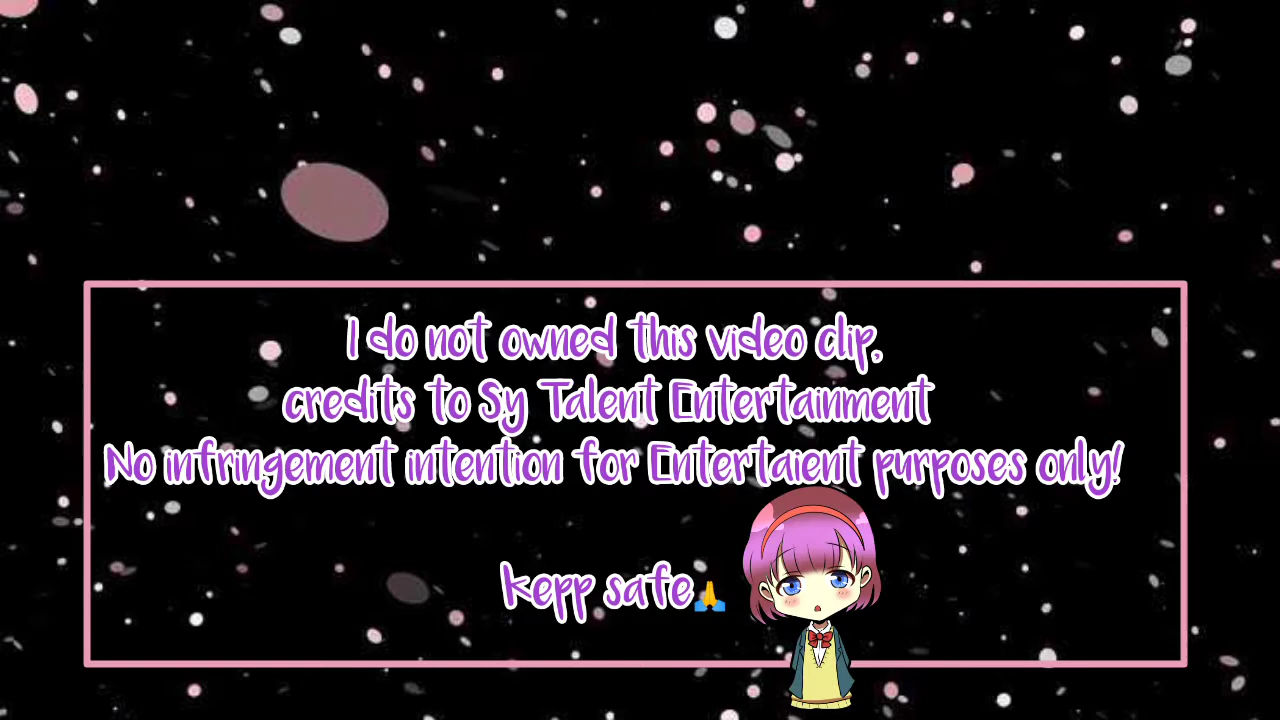 I do not owned this video clip,
credits to Sy Talent Entertainment
No infringement intention for Entertaient purposes only!
kepp safe🙏